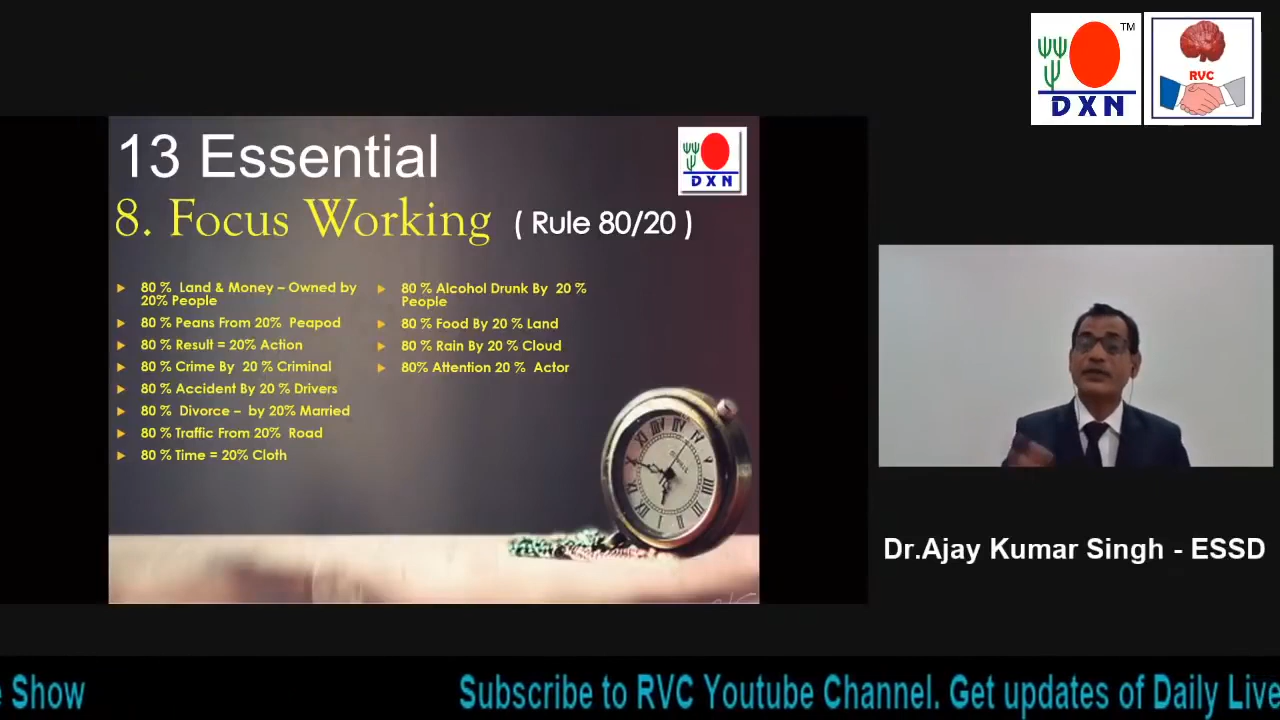 TM
DXN
RVC
13 Essential
DXN
8. Focus Working ( Rule 80/20 )
80 % Land & Money – Owned by
20% People
80 % Peans From 20% Peapod
80 % Result = 20% Action
80 % Crime By 20 % Criminal
80 % Accident By 20 % Drivers
80 % Divorce – by 20% Married
80 % Traffic From 20% Road
80 % Time = 20% Cloth
80 % Alcohol Drunk By 20 %
People
80 % Food By 20 % Land
80 % Rain By 20 % Cloud
80% Attention 20 % Actor
Dr.Ajay Kumar Singh - ESSD
e Show
Subscribe to RVC Youtube Channel. Get updates of Daily Live